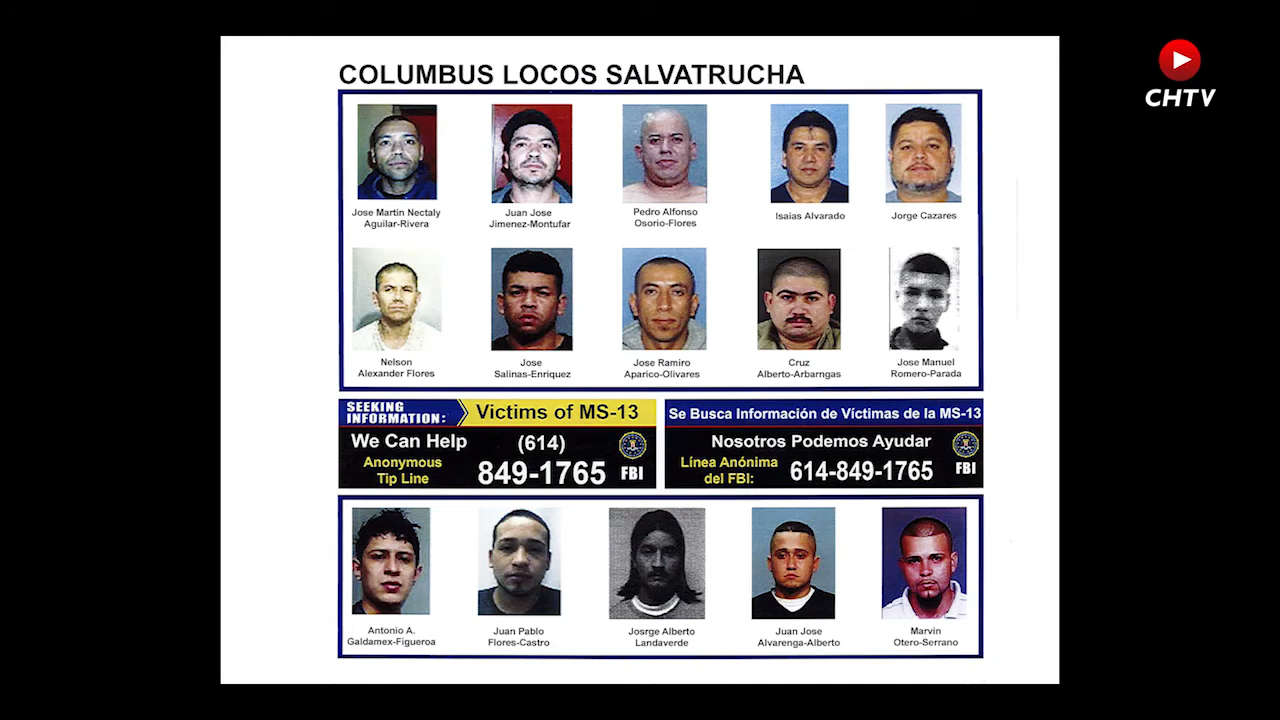 CHTV
COLUMBUS LOCOS SALVATRUCHA
Jose Martin Nectaly
Aguilar-Rivera
Juan Jose
Jimenez-Montufar
Pedro Alfonso
Osorio-Flores
Isaias Alvarado
Jorge Cazares
Nelson
Alexander Flores
Jose
Salinas-Enriquez
Jose Ramiro
Aparico-Olivares
Cruz
Alberto-Arbarngas
Jose Manuel
Romero-Parada
SEEKING
INFORMATION:
Victims of MS-13
We Can Help
Anonymous
Tip Line
(614)
849-1765
FBI
Se Busca Información de Víctimas de la MS-13
Nosotros Podemos Ayudar
Línea Anónima
del FBI:
614-849-1765
FBI
Antonio A.
Galdamex-Figueroa
Juan Pablo
Flores-Castro
Josrge Alberto
Landaverde
Juan Jose
Alvarenga-Alberto
Marvin
Otero-Serrano